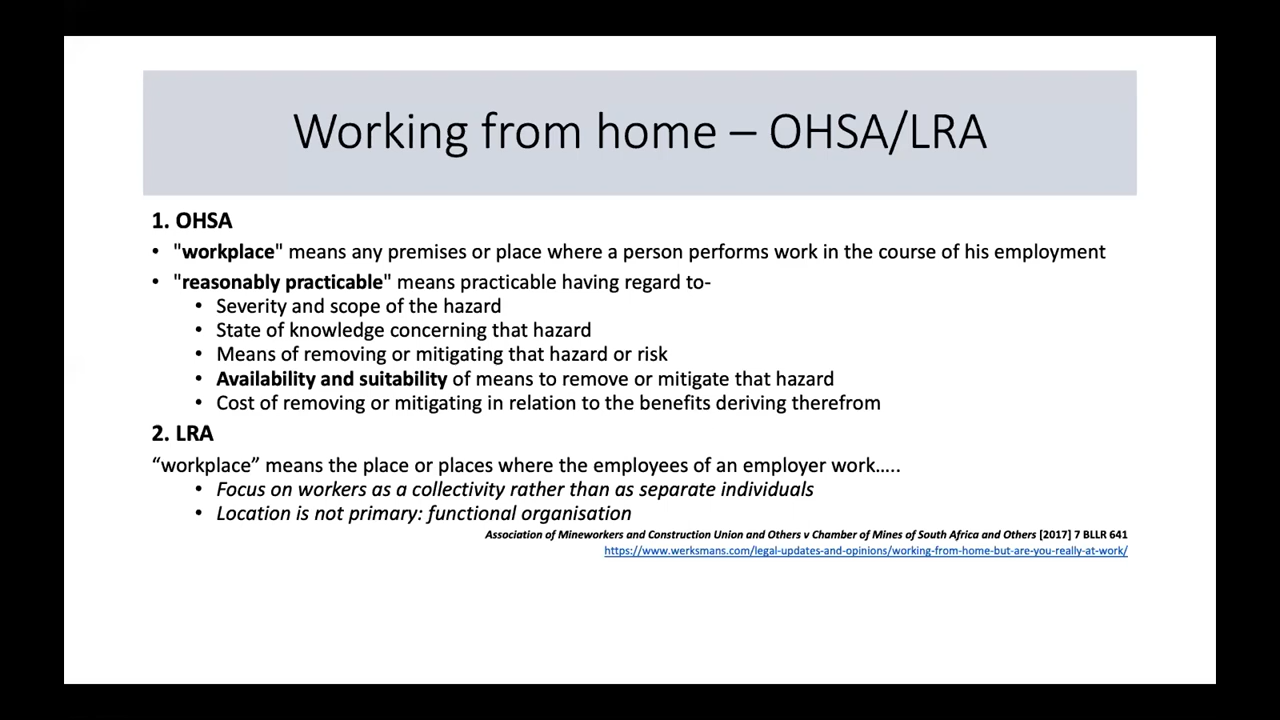 Working from home – OHSA/LRA
1. OHSA
• "workplace" means any premises or place where a person performs work in the course of his employment
• "reasonably practicable" means practicable having regard to-
• Severity and scope of the hazard
• State of knowledge concerning that hazard
• Means of removing or mitigating that hazard or risk
• Availability and suitability of means to remove or mitigate that hazard
• Cost of removing or mitigating in relation to the benefits deriving therefrom
2. LRA
“workplace” means the place or places where the employees of an employer work…..
• Focus on workers as a collectivity rather than as separate individuals
• Location is not primary: functional organisation
Association of Mineworkers and Construction Union and Others v Chamber of Mines of South Africa and Others [2017] 7 BLLR 641
https://www.werksmans.com/legal-updates-and-opinions/working-from-home-but-are-you-really-at-work/